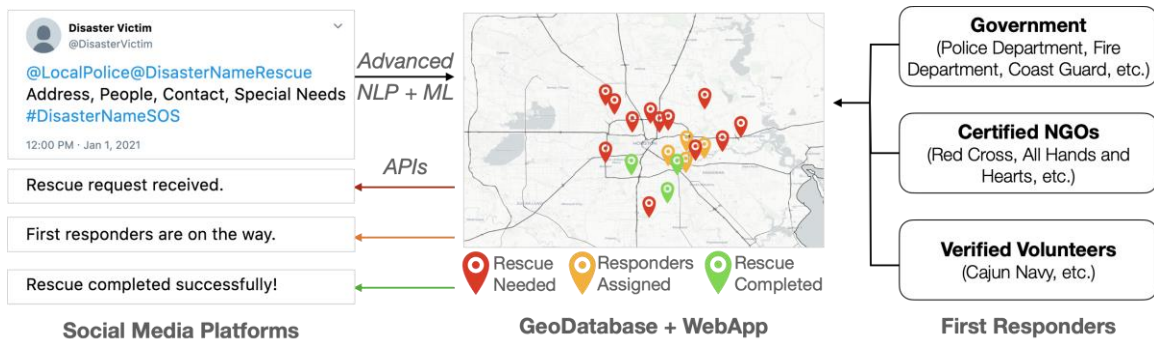 Disaster Victim
@DisasterVictim
@LocalPolice@DisasterNameRescue
Address, People, Contact, Special Needs
#DisasterNameSOS
12:00 PM · Jan 1, 2021
Rescue request received.
First responders are on the way.
Rescue completed successfully!
Social Media Platforms
Advanced
NLP + ML
APIs
Rescue
Needed
Responders
Assigned
Rescue
Completed
GeoDatabase + WebApp
Government
(Police Department, Fire
Department, Coast Guard, etc.)
Certified NGOs
(Red Cross, All Hands and
Hearts, etc.)
Verified Volunteers
(Cajun Navy, etc.)
First Responders